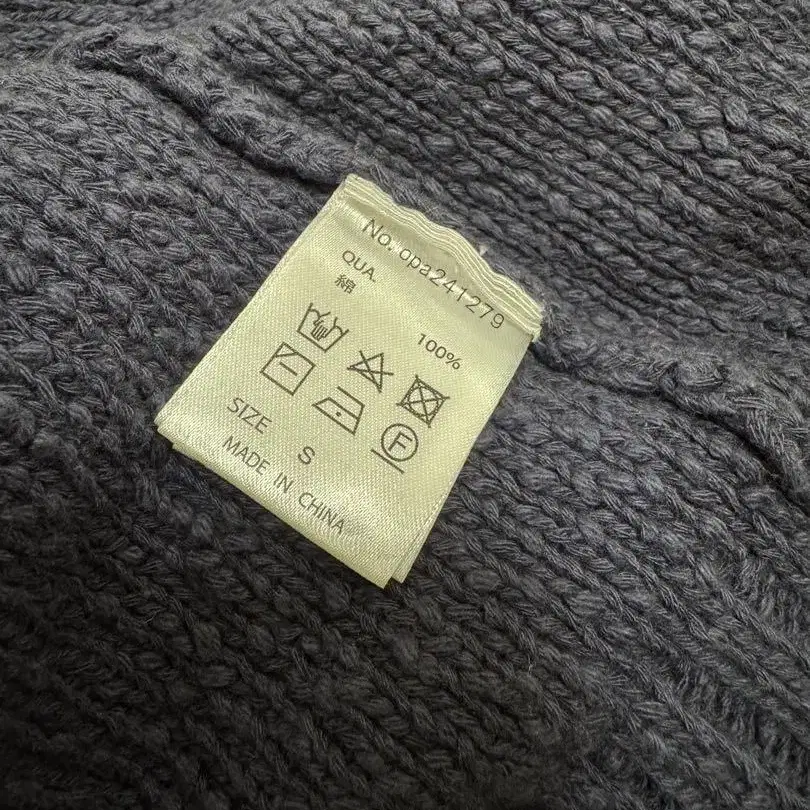 No. opa241279
QUA.
綿 100%
F
SIZE S
MADE IN CHINA